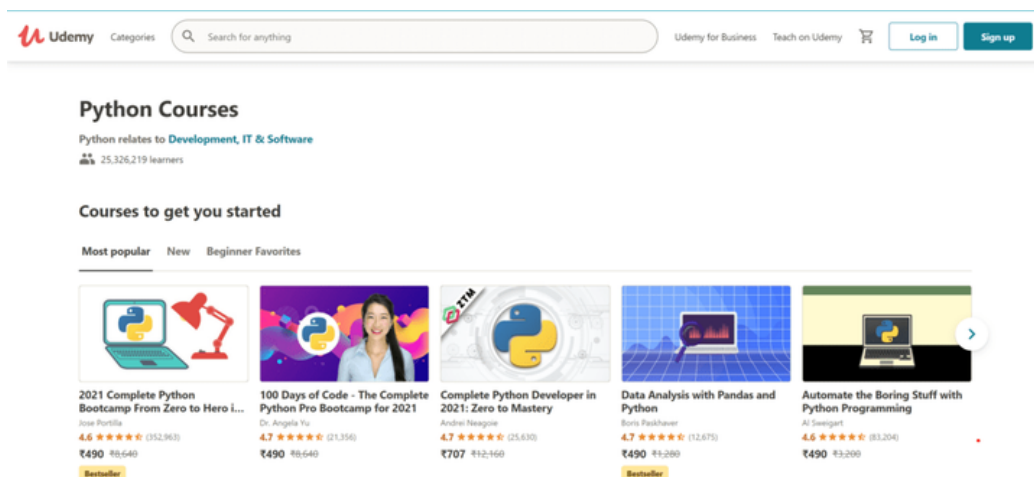 Udemy Categories Search for anything Udemy for Business Teach on Udemy Log in Sign up
Python Courses
Python relates to Development, IT & Software
25,326,219 learners
Courses to get you started
Most popular New Beginner Favorites
ZTM
2021 Complete Python
Bootcamp From Zero to Hero i...
Jose Portilla
4.6 (352,963)
₹490 ₹8,640
Bestseller
100 Days of Code - The Complete
Python Pro Bootcamp for 2021
Dr. Angela Yu
4.7 (21,356)
₹490 ₹8,640
Complete Python Developer in
2021: Zero to Mastery
Andrei Neagoie
4.7 (25,630)
₹707 ₹12,160
Data Analysis with Pandas and
Python
Boris Paskhaver
4.7 (12,675)
₹490 ₹1,280
Bestseller
Automate the Boring Stuff with
Python Programming
Al Sweigart
4.6 (83,204)
₹490 ₹3,200